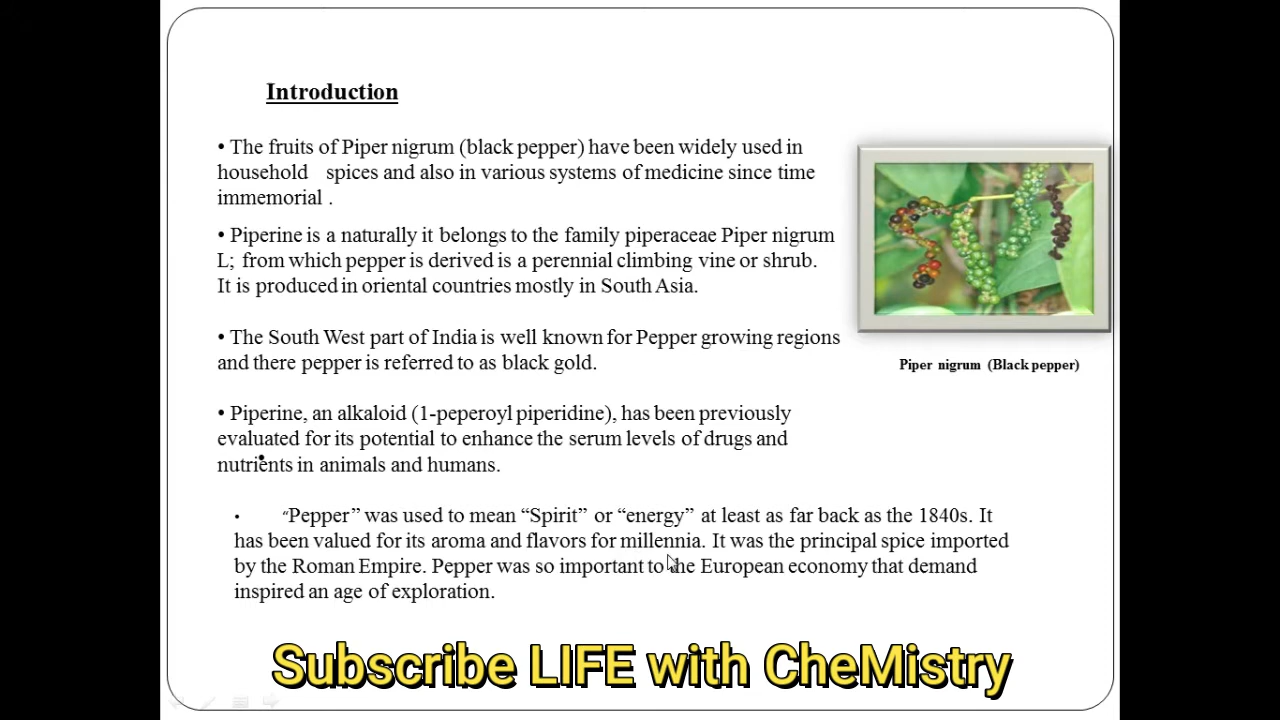 Introduction
• The fruits of Piper nigrum (black pepper) have been widely used in
household spices and also in various systems of medicine since time
immemorial .
• Piperine is a naturally it belongs to the family piperaceae Piper nigrum
L; from which pepper is derived is a perennial climbing vine or shrub.
It is produced in oriental countries mostly in South Asia.
• The South West part of India is well known for Pepper growing regions
and there pepper is referred to as black gold.
Piper nigrum (Black pepper)
• Piperine, an alkaloid (1-peperoyl piperidine), has been previously
evaluated for its potential to enhance the serum levels of drugs and
nutrients in animals and humans.
• “Pepper” was used to mean “Spirit” or “energy” at least as far back as the 1840s. It
has been valued for its aroma and flavors for millennia. It was the principal spice imported
by the Roman Empire. Pepper was so important to the European economy that demand
inspired an age of exploration.
Subscribe LIFE with CheMistry